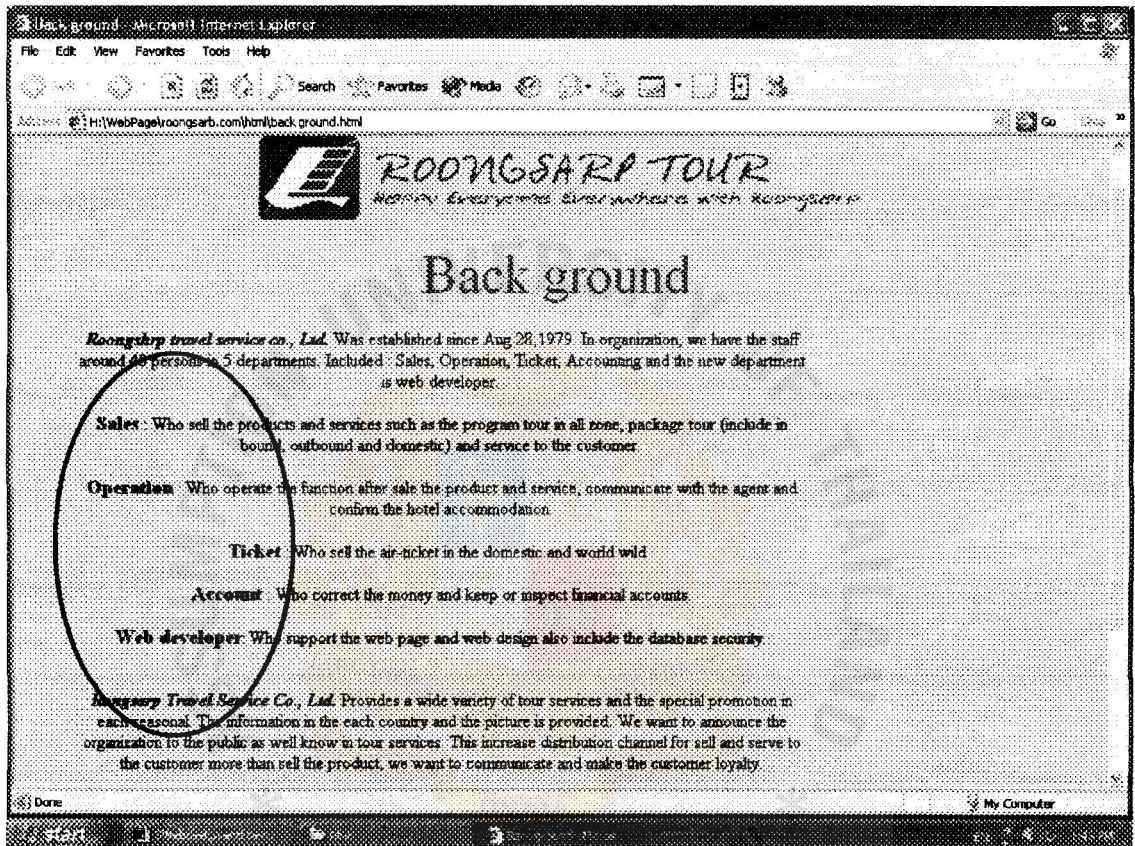 Back ground - Microsoft Internet Explorer
File Edit View Favorites Tools Help
Search Favorites Media
Address H:\WebPage\roongsarb.com\html\back ground.html Go Links
ROONGSARP TOUR
Everytime Everywhere with Roongsarp
Back ground
Roongshrp travel service co., Ltd. Was established since Aug 28,1979. In organization, we have the staff
around persons in 5 departments. Included : Sales, Operation, Ticket, Accounting and the new department
is web developer.
Sales : Who sell the products and services such as the program tour in all zone, package tour (include in
bound, outbound and domestic) and service to the customer
Operation : Who operate the function after sale the product and service, communicate with the agent and
confirm the hotel accommodation.
Ticket : Who sell the air-ticket in the domestic and world wild
Account : Who correct the money and keep or inspect financial accounts.
Web developer: Who support the web page and web design also include the database security.
Rongsarp Travel Service Co., Ltd. Provides a wide variety of tour services and the special promotion in
each seasonal. The information in the each country and the picture is provided. We want to announce the
organization to the public as well know in tour services. This increase distribution channel for sell and serve to
the customer more than sell the product, we want to communicate and make the customer loyalty.
Done My Computer
start